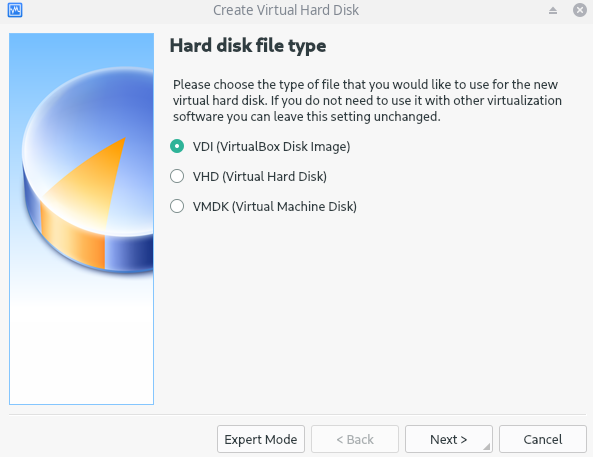 Create Virtual Hard Disk
Hard disk file type
Please choose the type of file that you would like to use for the new
virtual hard disk. If you do not need to use it with other virtualization
software you can leave this setting unchanged.
VDI (VirtualBox Disk Image)
VHD (Virtual Hard Disk)
VMDK (Virtual Machine Disk)
Expert Mode
< Back
Next >
Cancel